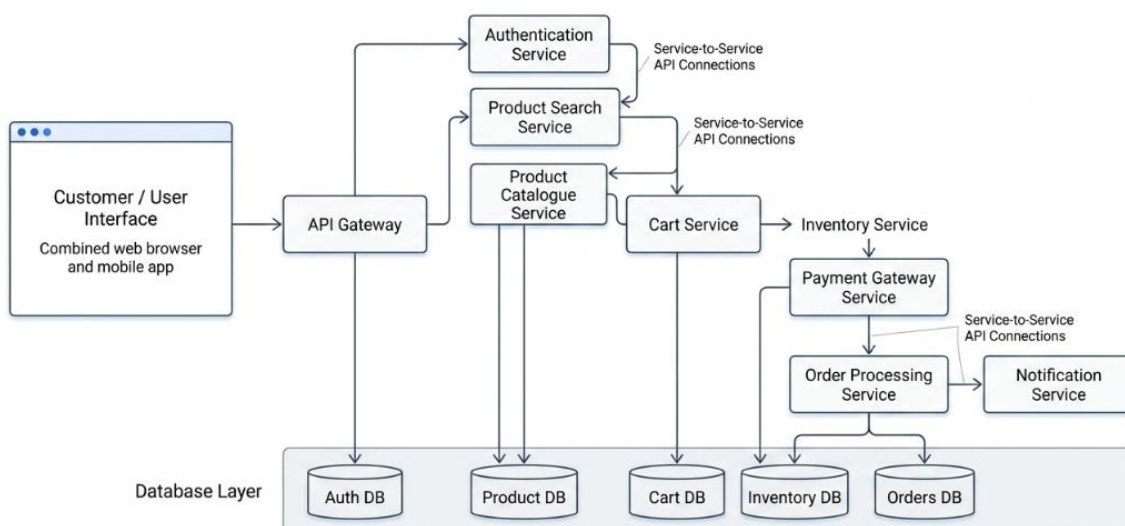 Authentication
Service
Service-to-Service
API Connections
Product Search
Service
Service-to-Service
API Connections
Customer / User
Interface
Combined web browser
and mobile app
API Gateway
Product
Catalogue
Service
Cart Service
Inventory Service
Payment Gateway
Service
Service-to-Service
API Connections
Order Processing
Service
Notification
Service
Database Layer
Auth DB
Product DB
Cart DB
Inventory DB
Orders DB